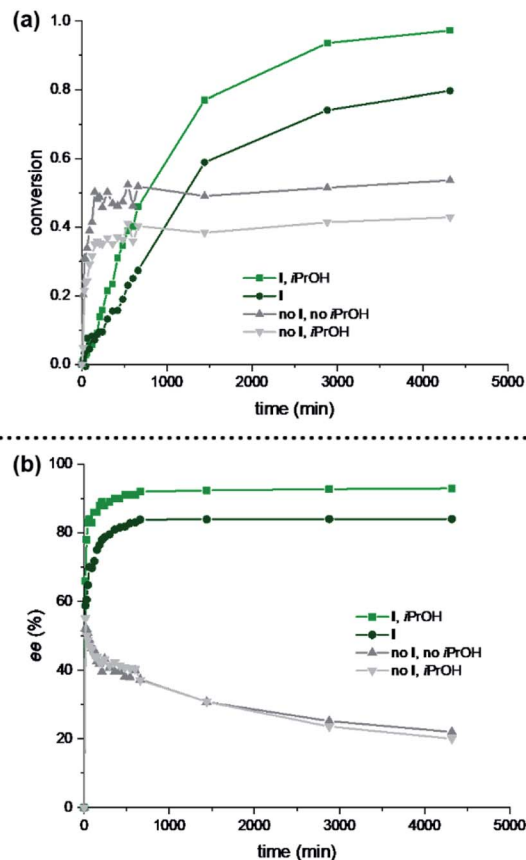 (a)
1.0
0.8
0.6
0.4
0.2
0.0
conversion
I, iPrOH
I
no I, no iPrOH
no I, iPrOH
0 1000 2000 3000 4000 5000
time (min)
(b)
100
80
60
40
20
0
ee (%)
I, iPrOH
I
no I, no iPrOH
no I, iPrOH
0 1000 2000 3000 4000 5000
time (min)